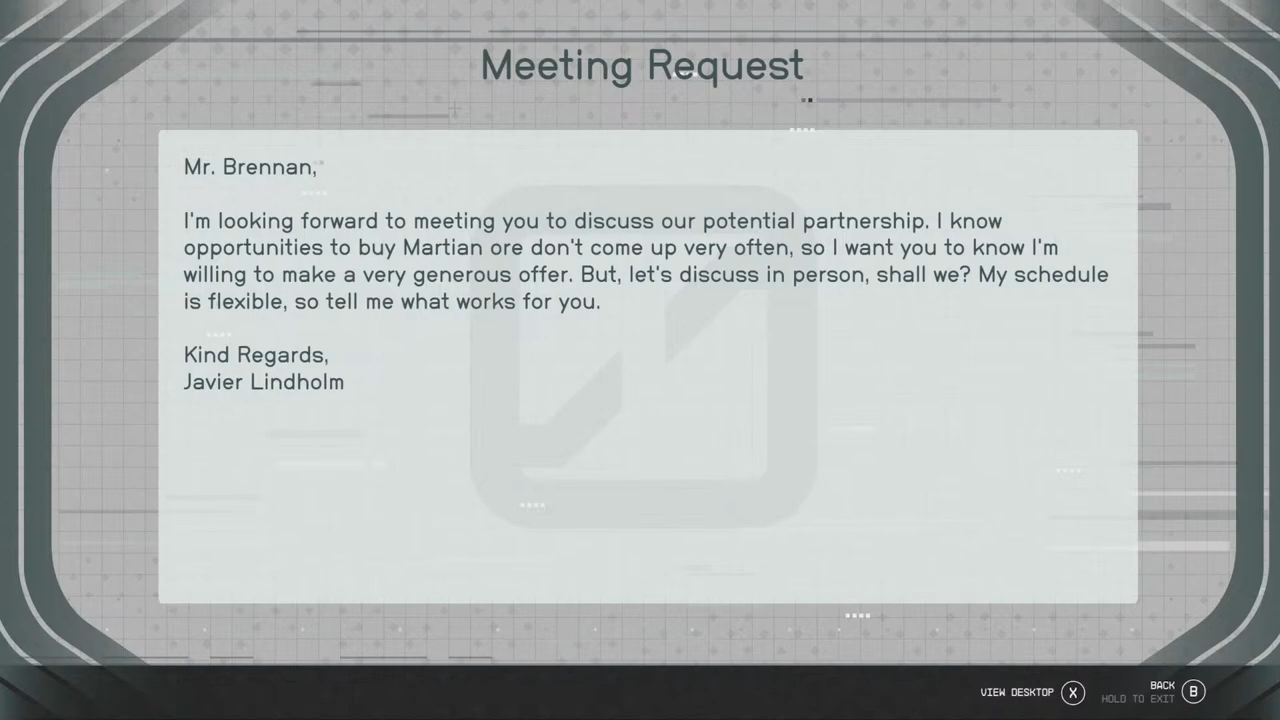 Meeting Request
Mr. Brennan,
I'm looking forward to meeting you to discuss our potential partnership. I know
opportunities to buy Martian ore don't come up very often, so I want you to know I'm
willing to make a very generous offer. But, let's discuss in person, shall we? My schedule
is flexible, so tell me what works for you.
Kind Regards,
Javier Lindholm
VIEW DESKTOP X
BACK B
HOLD TO EXIT